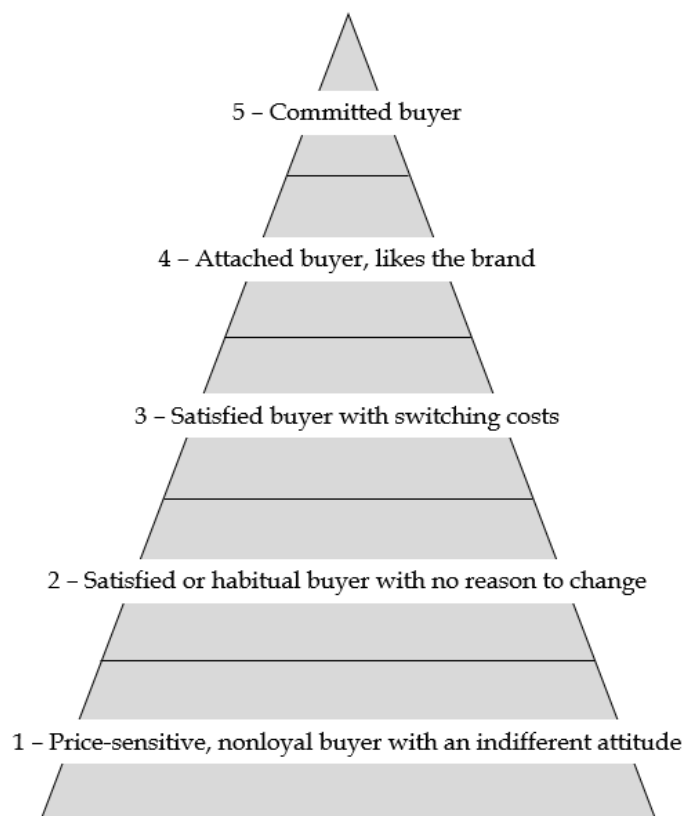 5 – Committed buyer
4 – Attached buyer, likes the brand
3 – Satisfied buyer with switching costs
2 – Satisfied or habitual buyer with no reason to change
1 – Price-sensitive, nonloyal buyer with an indifferent attitude